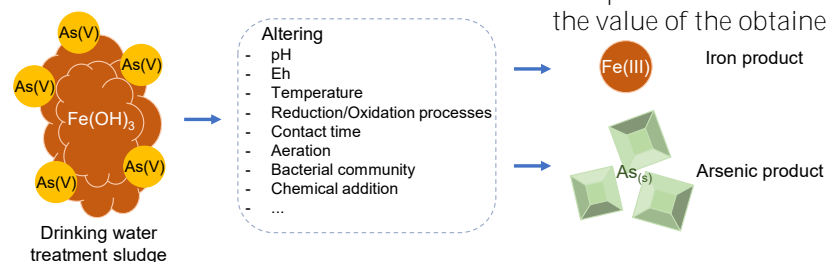 the value of the obtaine
As(V)
As(V)
As(V)
Fe(OH)3
As(V)
As(V)
Drinking water
treatment sludge
Altering
- pH
- Eh
- Temperature
- Reduction/Oxidation processes
- Contact time
- Aeration
- Bacterial community
- Chemical addition
- ...
Fe(III)
Iron product
As(s)
Arsenic product